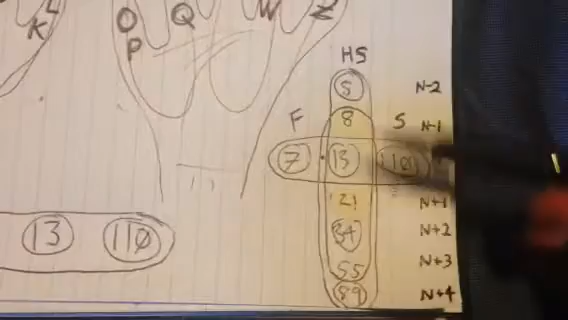 L
K
O Q W Z
P
HS
5 N-2
F 8 S N-1
7 13 110
21 N+1
34 N+2
13 110 55 N+3
89 N+4